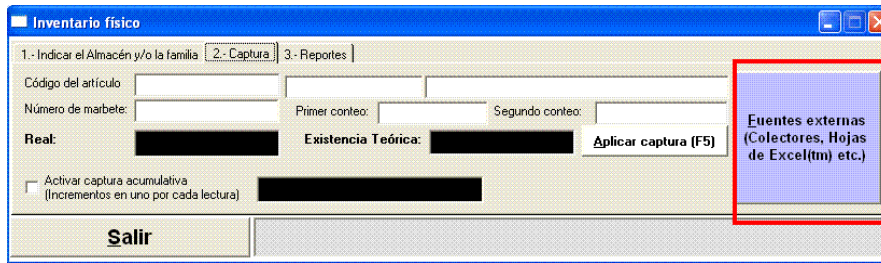 Inventario físico
1.- Indicar el Almacén y/o la familia 2.- Captura 3.- Reportes
Código del artículo
Número de marbete: Primer conteo: Segundo conteo:
Real: Existencia Teórica: Aplicar captura (F5)
Fuentes externas
(Colectores, Hojas
de Excel(tm) etc.)
Activar captura acumulativa
(Incrementos en uno por cada lectura)
Salir